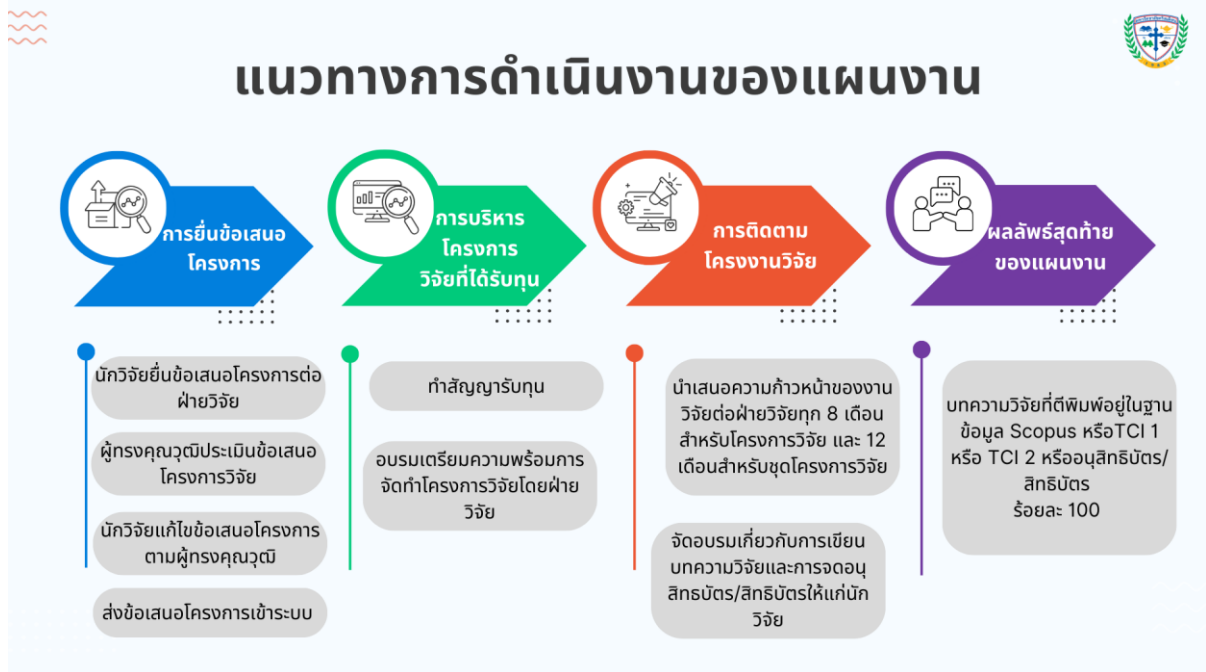 แนวทางการดำเนินงานของแผนงาน
การยื่นข้อเสนอ
โครงการ
นักวิจัยยื่นข้อเสนอโครงการต่อ
ฝ่ายวิจัย
ผู้ทรงคุณวุฒิประเมินข้อเสนอ
โครงการวิจัย
นักวิจัยแก้ไขข้อเสนอโครงการ
ตามผู้ทรงคุณวุฒิ
ส่งข้อเสนอโครงการเข้าระบบ
การบริหาร
โครงการ
วิจัยที่ได้รับทุน
ทำสัญญารับทุน
อบรมเตรียมความพร้อมการ
จัดทำโครงการวิจัยโดยฝ่าย
วิจัย
การติดตาม
โครงงานวิจัย
นำเสนอความก้าวหน้าของงาน
วิจัยต่อฝ่ายวิจัยทุก 8 เดือน
สำหรับโครงการวิจัย และ 12
เดือนสำหรับชุดโครงการวิจัย
จัดอบรมเกี่ยวกับการเขียน
บทความวิจัยและการจดอนุ
สิทธบัตร/สิทธิบัตรให้แก่นัก
วิจัย
ผลลัพธ์สุดท้าย
ของแผนงาน
บทความวิจัยที่ตีพิมพ์อยู่ในฐาน
ข้อมูล Scopus หรือTCI 1
หรือ TCI 2 หรืออนุสิทธิบัตร/
สิทธิบัตร
ร้อยละ 100